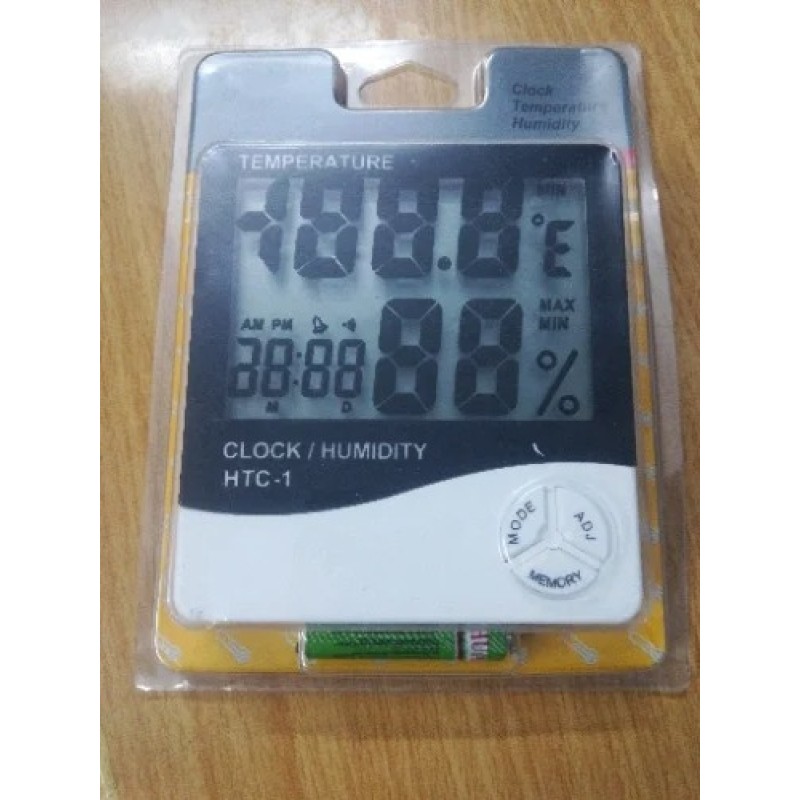 Clock
Temperature
Humidity
TEMPERATURE
188.8 °E
MIN
AM PM
MAX
MIN
38:88
88 %
M D
CLOCK / HUMIDITY
HTC-1
MODE
ADJ
MEMORY